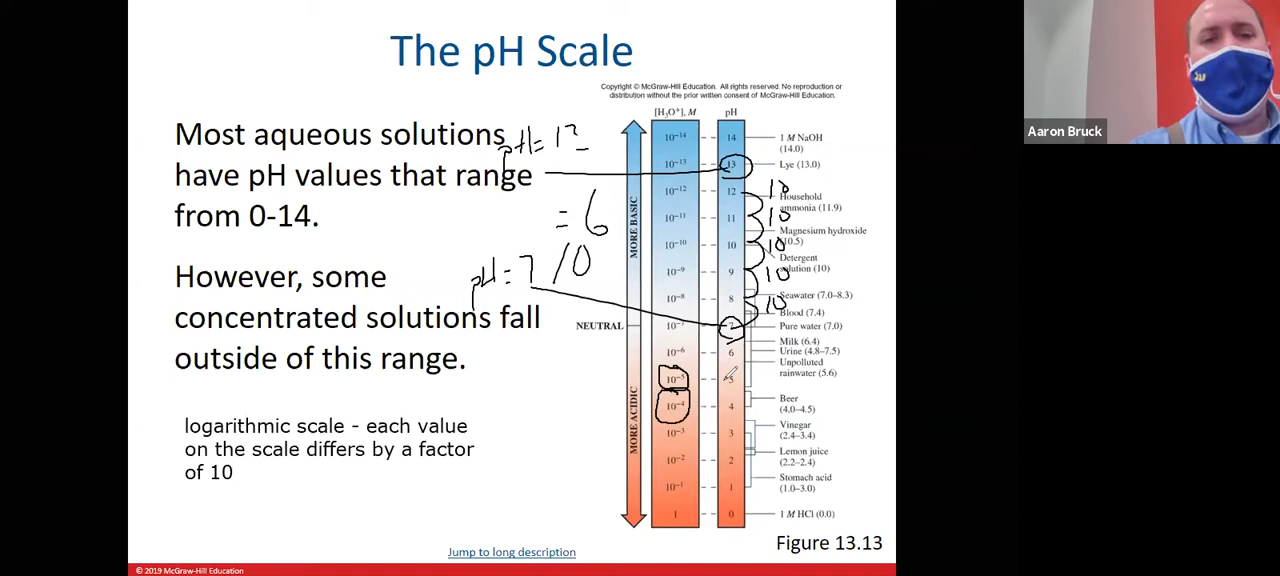 The pH Scale
Copyright © McGraw-Hill Education. All rights reserved. No reproduction or
distribution without the prior written consent of McGraw-Hill Education.
Most aqueous solutions
have pH values that range
from 0-14.
pH = 13
= 6
pH = 7
10
However, some
concentrated solutions fall
outside of this range.
logarithmic scale - each value
on the scale differs by a factor
of 10
[H₃O⁺], M
pH
MORE BASIC
NEUTRAL
MORE ACIDIC
10⁻¹⁴ 14
10⁻¹³ 13
10⁻¹² 12
10⁻¹¹ 11
10⁻¹⁰ 10
10⁻⁹ 9
10⁻⁸ 8
10⁻⁷ 7
10⁻⁶ 6
10⁻⁵ 5
10⁻⁴ 4
10⁻³ 3
10⁻² 2
10⁻¹ 1
1 0
10
10
10
10
10
1 M NaOH
(14.0)
Lye (13.0)
Household
ammonia (11.9)
Magnesium hydroxide
(10.5)
Detergent
solution (10)
Seawater (7.0–8.3)
Blood (7.4)
Pure water (7.0)
Milk (6.4)
Urine (4.8–7.5)
Unpolluted
rainwater (5.6)
Beer
(4.0–4.5)
Vinegar
(2.4–3.4)
Lemon juice
(2.2–2.4)
Stomach acid
(1.0–3.0)
1 M HCl (0.0)
Figure 13.13
Jump to long description
© 2019 McGraw-Hill Education
Aaron Bruck